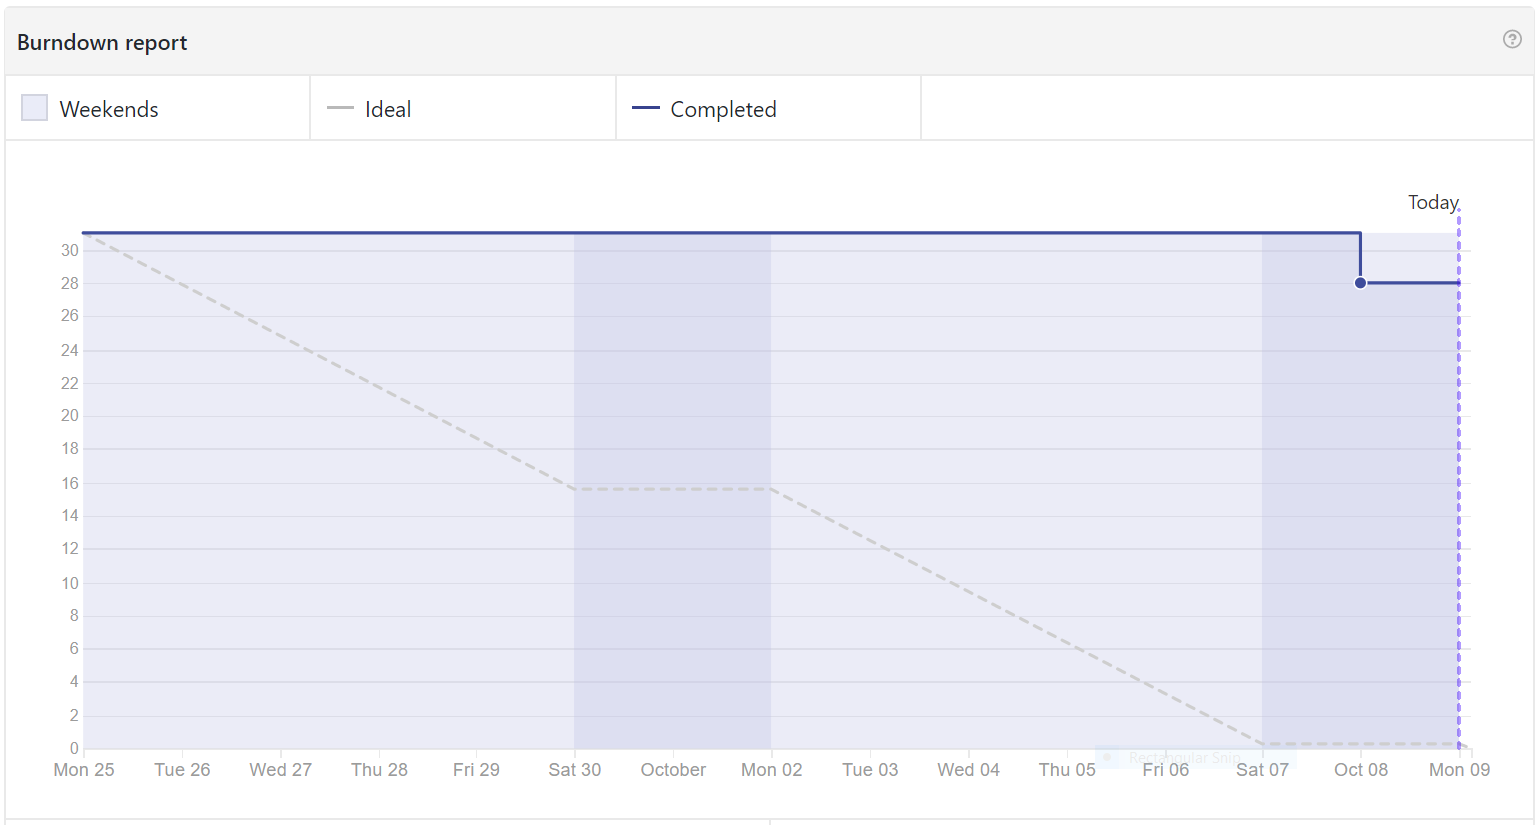 Burndown report
Weekends
Ideal
Completed
Today
30
28
26
24
22
20
18
16
14
12
10
8
6
4
2
0
Rectangular Snip
Mon 25 Tue 26 Wed 27 Thu 28 Fri 29 Sat 30 October Mon 02 Tue 03 Wed 04 Thu 05 Fri 06 Sat 07 Oct 08 Mon 09